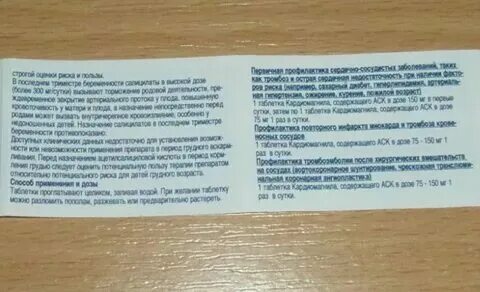 строгой оценки риска и пользы.
В последнем триместре беременности салицилаты в высокой дозе
(более 300 мг/сутки) вызывают торможение родовой деятельности, пре-
ждевременное закрытие артериального протока у плода, повышенную
кровоточивость у матери и плода, а назначение непосредственно перед
родами может вызвать внутричерепное кровоизлияние, особенно у
недоношенных детей. Назначение салицилатов в последнем триместре
беременности противопоказано.
Доступных клинических данных недостаточно для установления возмож-
ности или невозможности применения препарата в период грудного вскарм-
ливания. Перед назначением ацетилсалициловой кислоты в период корм-
ления грудью следует оценить потенциальную пользу терапии препаратом
относительно потенциального риска для детей грудного возраста.
Способ применения и дозы
Таблетки проглатывают целиком, запивая водой. При желании таблетку
можно разломить пополам, разжевать или предварительно растереть.
Первичная профилактика сердечно-сосудистых заболеваний, таких
как тромбоз и острая сердечная недостаточность при наличии факто-
ров риска (например, сахарный диабет, гиперлипидемия, артериаль-
ная гипертензия, ожирение, курение, пожилой возраст)
1 таблетка Кардиомагнила, содержащего АСК в дозе 150 мг в первые
сутки, затем по 1 таблетке Кардиомагнила, содержащего АСК в дозе
75 мг 1 раз в сутки.
Профилактика повторного инфаркта миокарда и тромбоза крове-
носных сосудов
1 таблетка Кардиомагнила, содержащего АСК в дозе 75 - 150 мг 1
раз в сутки.
Профилактика тромбоэмболии после хирургических вмешательств
на сосудах (аортокоронарное шунтирование, чрескожная транслюми-
нальная коронарная ангиопластика)
1 таблетка Кардиомагнила, содержащего АСК в дозе 75 - 150 мг 1
раз в сутки.